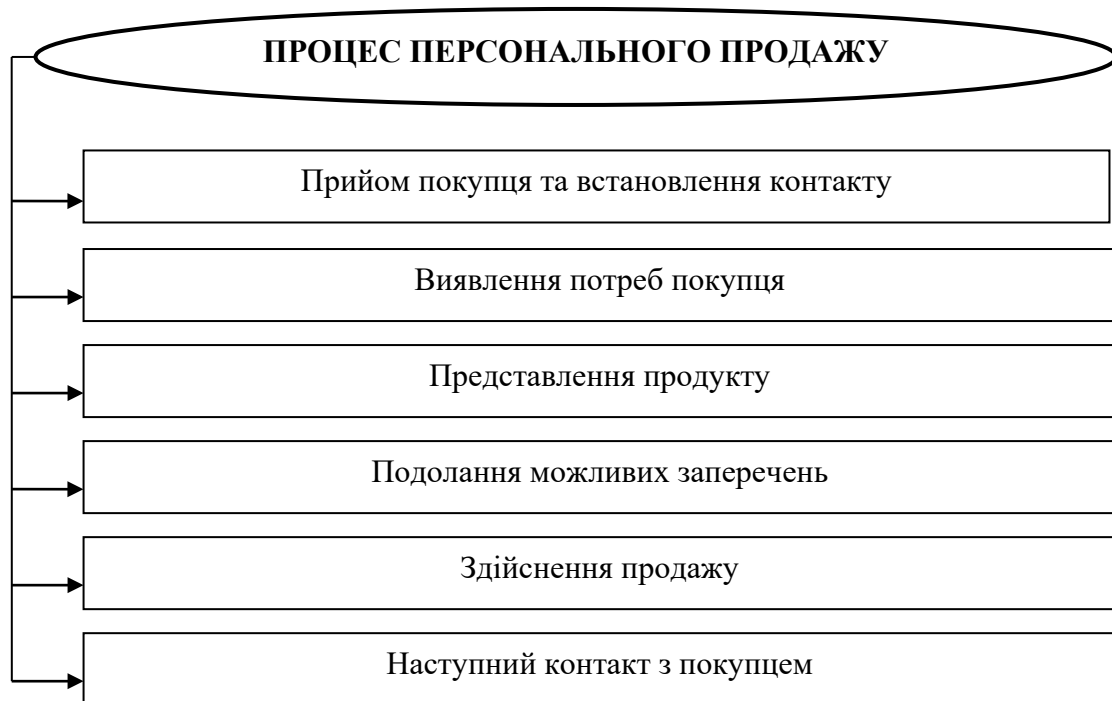 ПРОЦЕС ПЕРСОНАЛЬНОГО ПРОДАЖУ
Прийом покупця та встановлення контакту
Виявлення потреб покупця
Представлення продукту
Подолання можливих заперечень
Здійснення продажу
Наступний контакт з покупцем